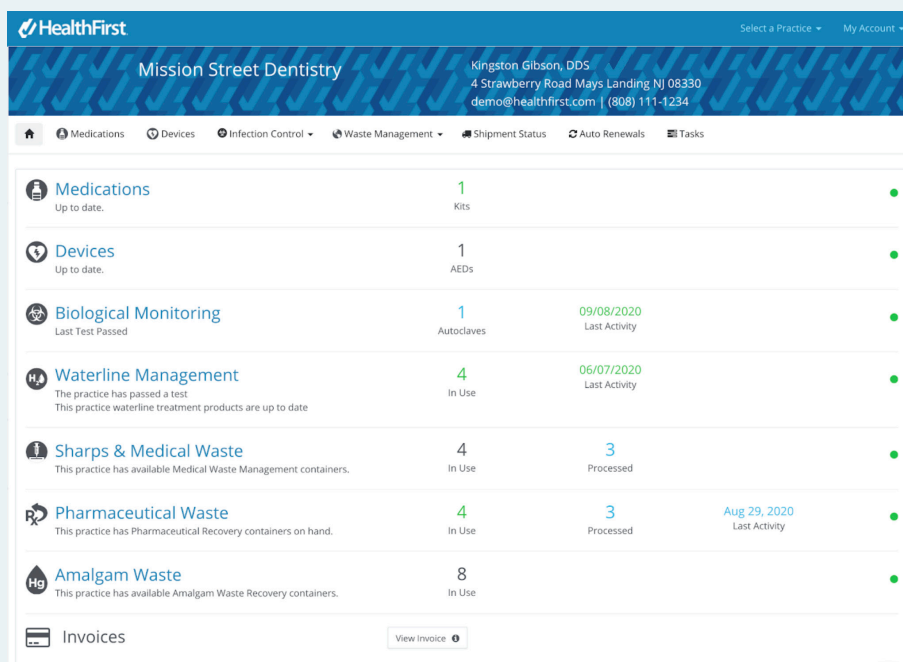 HealthFirst
Select a Practice
My Account
Mission Street Dentistry
Kingston Gibson, DDS
4 Strawberry Road Mays Landing NJ 08330
demo@healthfirst.com | (808) 111-1234
Medications
Devices
Infection Control
Waste Management
Shipment Status
Auto Renewals
Tasks
Medications
Up to date.
1
Kits
Devices
Up to date.
1
AEDs
Biological Monitoring
Last Test Passed
1
Autoclaves
09/08/2020
Last Activity
H2O
Waterline Management
The practice has passed a test
This practice waterline treatment products are up to date
4
In Use
06/07/2020
Last Activity
Sharps & Medical Waste
This practice has available Medical Waste Management containers.
4
In Use
3
Processed
Rx
Pharmaceutical Waste
This practice has Pharmaceutical Recovery containers on hand.
4
In Use
3
Processed
Aug 29, 2020
Last Activity
Hg
Amalgam Waste
This practice has available Amalgam Waste Recovery containers.
8
In Use
Invoices
View Invoice